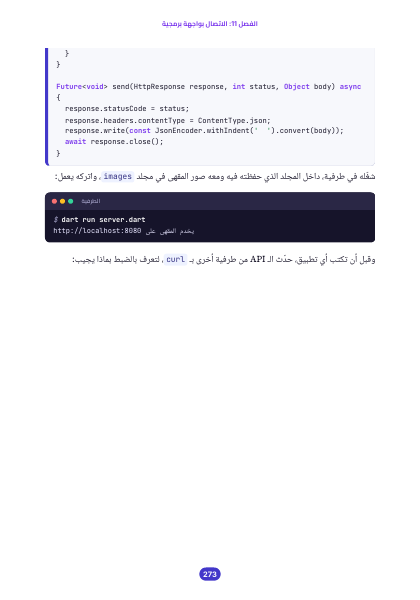 الفصل 11: الاتصال بواجهة برمجية
}
}
Future<void> send(HttpResponse response, int status, Object body) async
{
response.statusCode = status;
response.headers.contentType = ContentType.json;
response.write(const JsonEncoder.withIndent('  ').convert(body));
await response.close();
}
شغّله في طرفية، داخل المجلد الذي حفظته فيه ومعه صور المقهى في مجلد images، واتركه يعمل:
الطرفية
$ dart run server.dart
يخدم المقهى على http://localhost:8080
وقبل أن تكتب أي تطبيق، حدّث الـ API من طرفية أخرى بـ curl، لتعرف بالضبط بماذا يجيب:
273